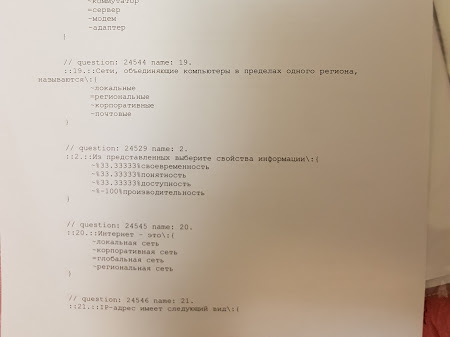 -коммутатор
=сервер
-модем
-адаптер
}
// question: 24544 name: 19.
::19.::Сети, объединяющие компьютеры в пределах одного региона,
называются\:{
-локальные
=региональные
-корпоративные
-почтовые
}
// question: 24529 name: 2.
::2.::Из представленных выберите свойства информации\:{
~%33.33333%своевременность
~%33.33333%понятность
~%33.33333%доступность
~%-100%производительность
}
// question: 24545 name: 20.
::20.::Интернет - это\:{
~локальная сеть
~корпоративная сеть
=глобальная сеть
~региональная сеть
}
// question: 24546 name: 21.
::21.::IP-адрес имеет следующий вид\:{